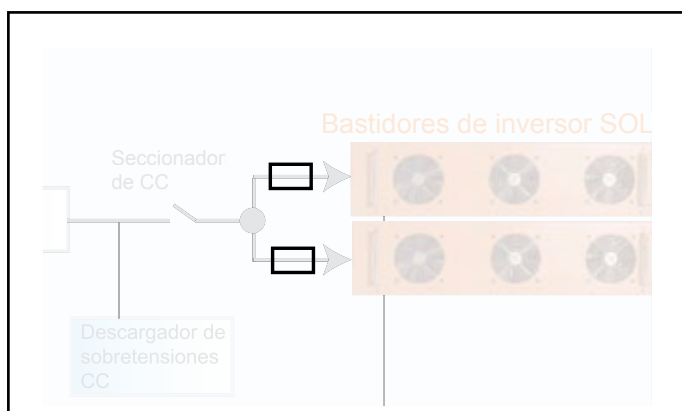 Bastidores de inversor SOL
Seccionador
de CC
Descargador de
sobretensiones
CC